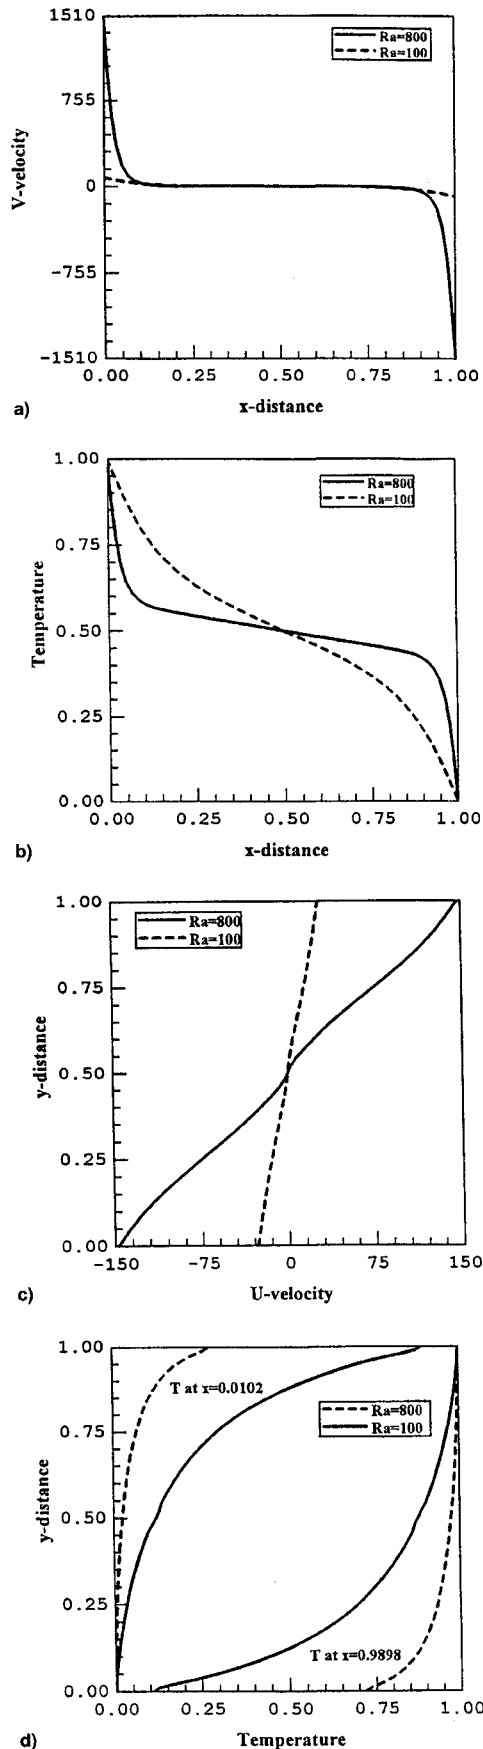 1510
Ra=800
Ra=100
755
V-velocity
0
-755
-1510
0.00 0.25 0.50 0.75 1.00
a)
x-distance
1.00
Ra=800
Ra=100
0.75
Temperature
0.50
0.25
0.00
0.00 0.25 0.50 0.75 1.00
b)
x-distance
1.00
Ra=800
Ra=100
0.75
y-distance
0.50
0.25
0.00
-150 -75 0 75 150
c)
U-velocity
1.00
T at x=0.0102
Ra=800
Ra=100
0.75
y-distance
0.50
0.25
T at x=0.9898
0.00
0.00 0.25 0.50 0.75 1.00
d)
Temperature